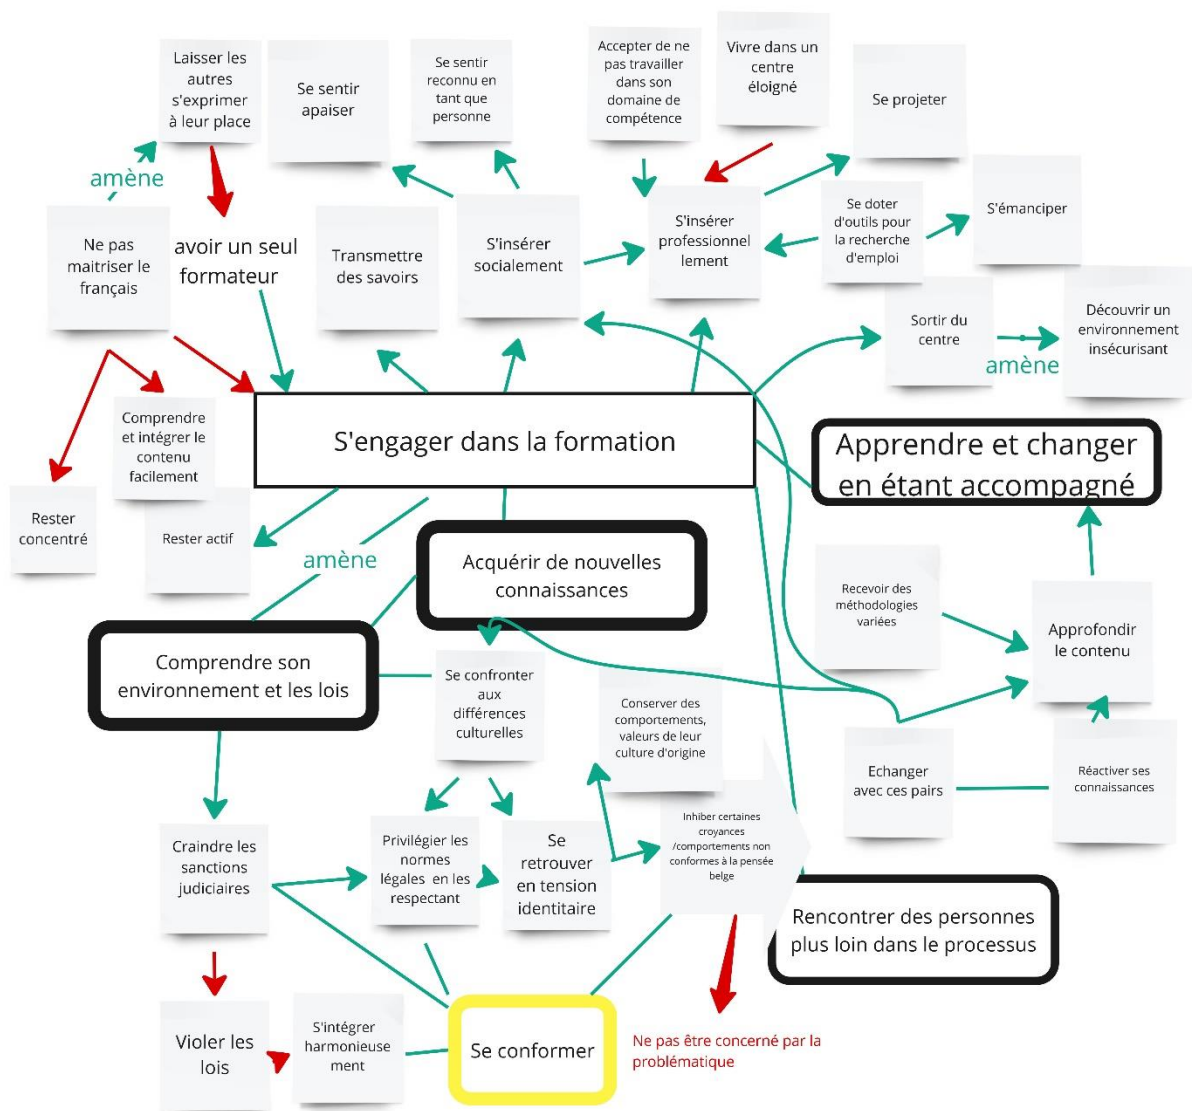 Laisser les
autres
s'exprimer
à leur place
Se sentir
apaiser
Se sentir
reconnu en
tant que
personne
Accepter de ne
pas travailler
dans son
domaine de
compétence
Vivre dans un
centre
éloigné
Se projeter
amène
Ne pas
maitriser le
français
avoir un seul
formateur
Transmettre
des savoirs
S'insérer
socialement
S'insérer
professionnel
lement
Se doter
d'outils pour
la recherche
d'emploi
S'émanciper
Sortir du
centre
amène
Découvrir un
environnement
insécurisant
S'engager dans la formation
Apprendre et changer
en étant accompagné
Comprendre
et intégrer le
contenu
facilement
Rester
concentré
Rester actif
amène
Acquérir de nouvelles
connaissances
Recevoir des
méthodologies
variées
Approfondir
le contenu
Comprendre son
environnement et les lois
Se confronter
aux
différences
culturelles
Conserver des
comportements,
valeurs de leur
culture d'origine
Echanger
avec ces pairs
Réactiver ses
connaissances
Craindre les
sanctions
judiciaires
Privilégier les
normes
légales en les
respectant
Se
retrouver
en tension
identitaire
Inhiber certaines
croyances
/comportements non
conformes à la pensée
belge
Rencontrer des personnes
plus loin dans le processus
Violer les
lois
S'intégrer
harmonieuse
ment
Se conformer
Ne pas être concerné par la
problématique